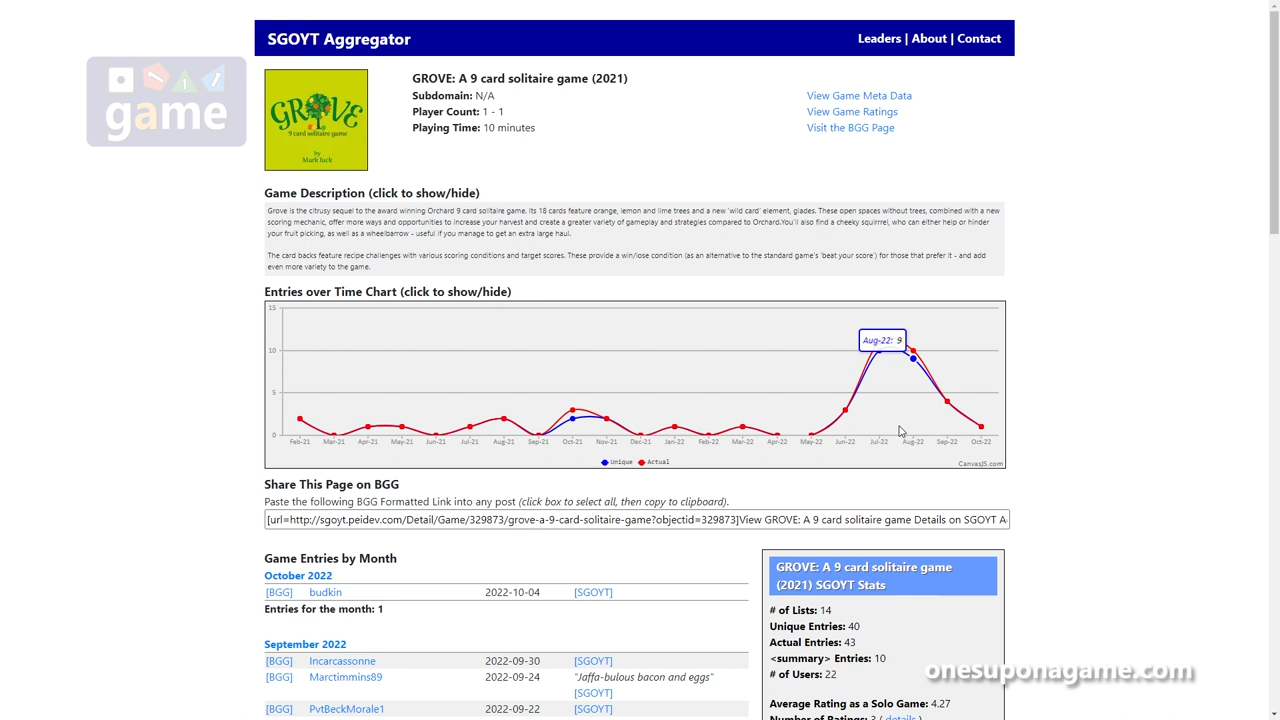 SGOYT Aggregator
Leaders | About | Contact
game
GROVE
9 card solitaire game
by
Mark Tuck
GROVE: A 9 card solitaire game (2021)
Subdomain: N/A
Player Count: 1 - 1
Playing Time: 10 minutes
View Game Meta Data
View Game Ratings
Visit the BGG Page
Game Description (click to show/hide)
Grove is the citrusy sequel to the award winning Orchard 9 card solitaire game. Its 18 cards feature orange, lemon and lime trees and a new 'wild card' element, glades. These open spaces without trees, combined with a new
scoring mechanic, offer more ways and opportunities to increase your harvest and create a greater variety of gameplay and strategies compared to Orchard.You'll also find a cheeky squirrel, who can either help or hinder
your fruit picking, as well as a wheelbarrow - useful if you manage to get an extra large haul.
The card backs feature recipe challenges with various scoring conditions and target scores. These provide a win/lose condition (as an alternative to the standard game's 'beat your score') for those that prefer it - and add
even more variety to the game.
Entries over Time Chart (click to show/hide)
15
10
5
0
Aug-22: 9
Feb-21 Mar-21 Apr-21 May-21 Jun-21 Jul-21 Aug-21 Sep-21 Oct-21 Nov-21 Dec-21 Jan-22 Feb-22 Mar-22 Apr-22 May-22 Jun-22 Jul-22 Aug-22 Sep-22 Oct-22
Unique Actual
CanvasJS.com
Share This Page on BGG
Paste the following BGG Formatted Link into any post (click box to select all, then copy to clipboard).
[url=http://sgoyt.peidev.com/Detail/Game/329873/grove-a-9-card-solitaire-game?objectid=329873]View GROVE: A 9 card solitaire game Details on SGOYT A
Game Entries by Month
October 2022
[BGG] budkin 2022-10-04 [SGOYT]
Entries for the month: 1
September 2022
[BGG] Incarcassonne 2022-09-30 [SGOYT]
[BGG] Marctimmins89 2022-09-24 "Jaffa-bulous bacon and eggs"
[SGOYT]
[BGG] PvtBeckMorale1 2022-09-22 [SGOYT]
GROVE: A 9 card solitaire game
(2021) SGOYT Stats
# of Lists: 14
Unique Entries: 40
Actual Entries: 43
<summary> Entries: 10
# of Users: 22
Average Rating as a Solo Game: 4.27
Number of Ratings: 3 ( details )
onesuponagame.com